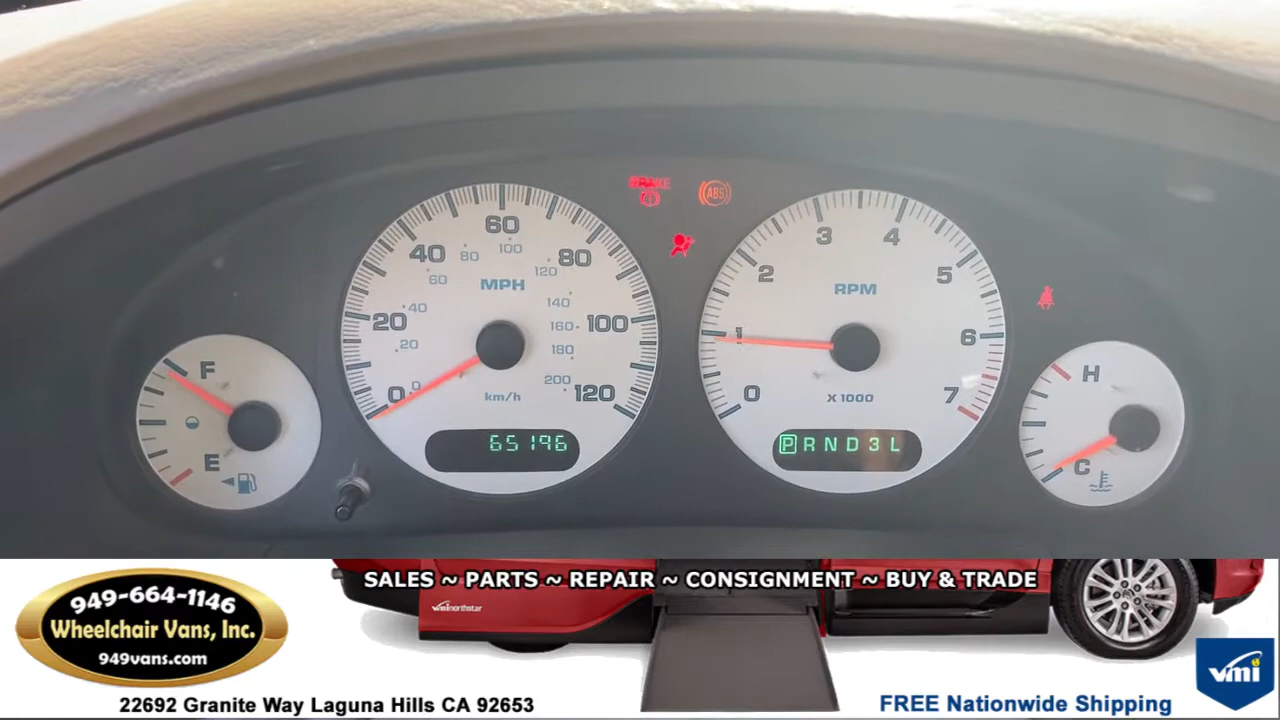 BRAKE
ABS
60
40
80
100
80
60
120
MPH
20
40
140
100
160
20
180
0
0
200
120
km/h
65196
3
4
2
5
RPM
1
6
0
7
X 1000
P R N D 3 L
F
E
H
C
SALES ~ PARTS ~ REPAIR ~ CONSIGNMENT ~ BUY & TRADE
949-664-1146
Wheelchair Vans, Inc.
949vans.com
vmi northstar
vmi
22692 Granite Way Laguna Hills CA 92653
FREE Nationwide Shipping